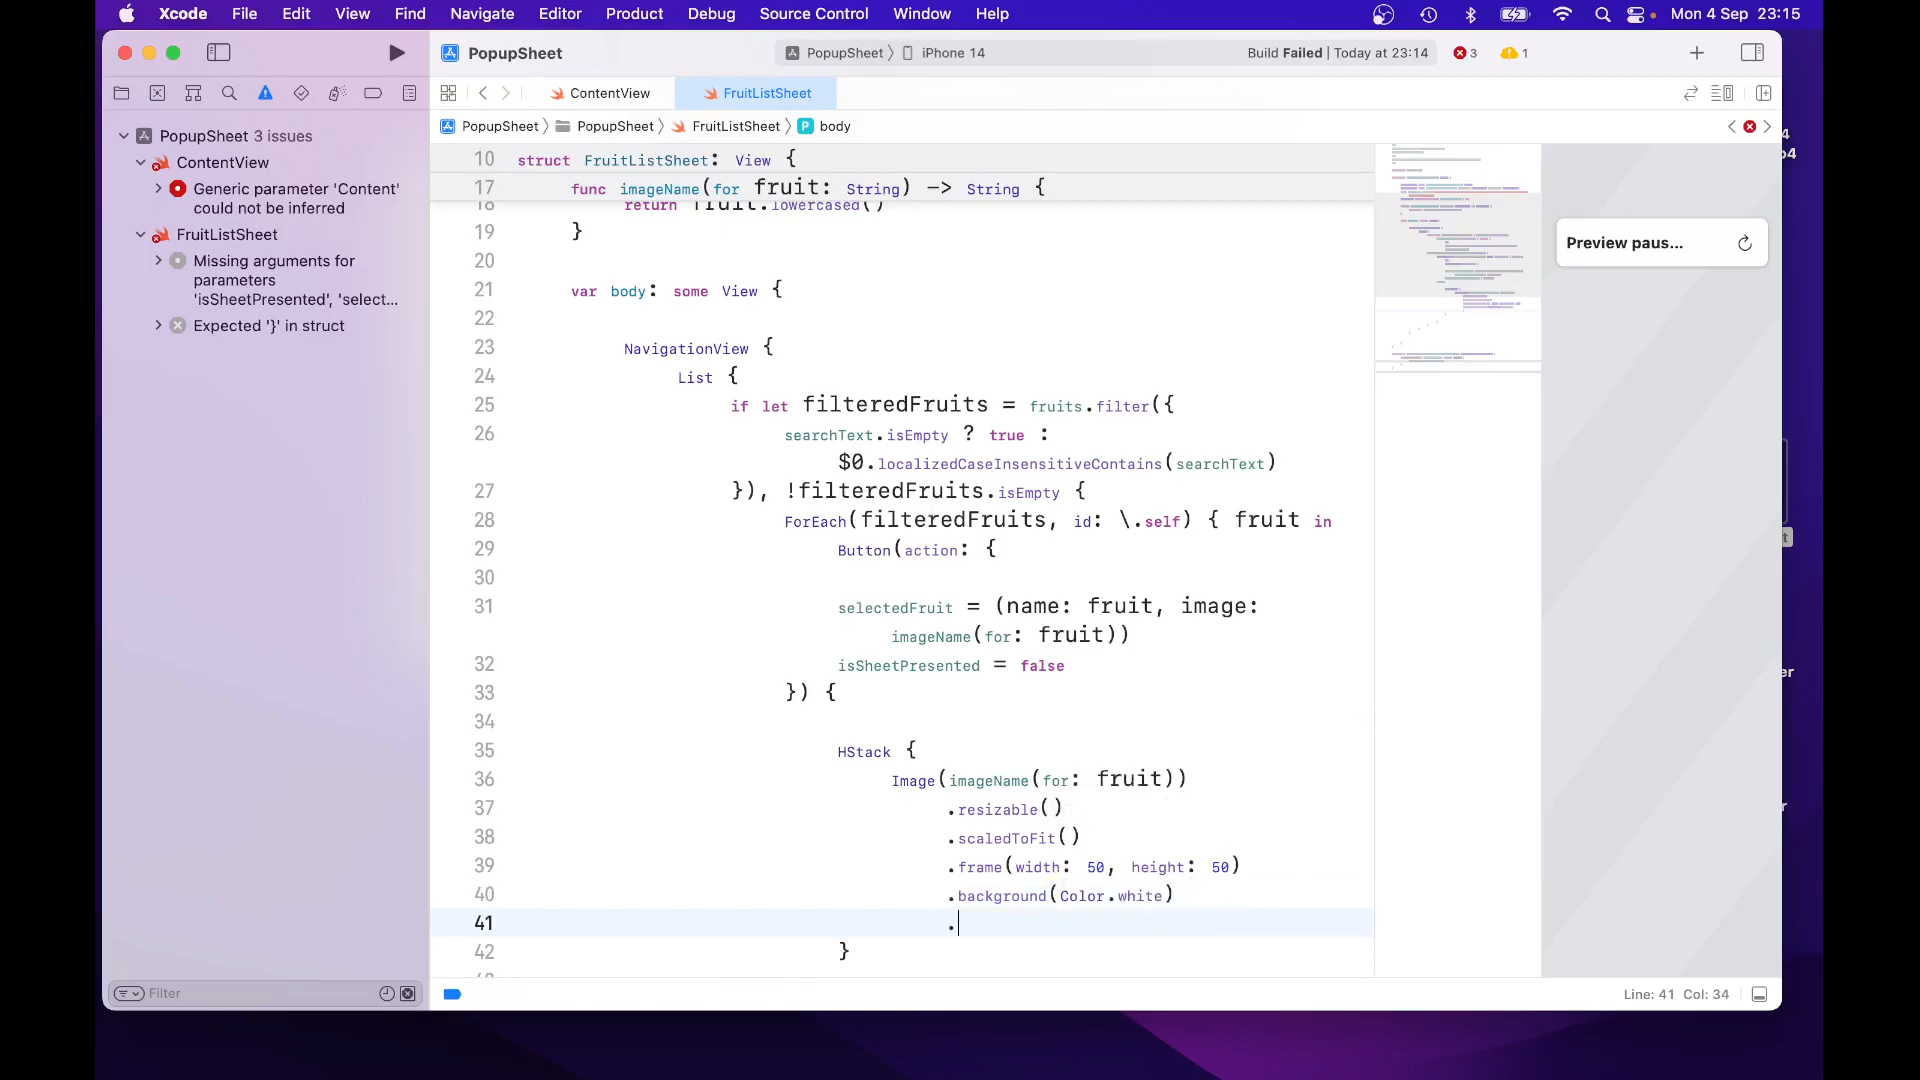 Xcode File Edit View Find Navigate Editor Product Debug Source Control Window Help Mon 4 Sep 23:15
PopupSheet PopupSheet iPhone 14 Build Failed | Today at 23:14 3 1
ContentView FruitListSheet
PopupSheet PopupSheet FruitListSheet P body
PopupSheet 3 issues
ContentView
Generic parameter 'Content'
could not be inferred
FruitListSheet
Missing arguments for
parameters
'isSheetPresented', 'select...
Expected '}' in struct
10 struct FruitListSheet: View {
17 func imageName(for fruit: String) -> String {
18 return fruit.lowercased()
19 }
20
21 var body: some View {
22
23 NavigationView {
24 List {
25 if let filteredFruits = fruits.filter({
26 searchText.isEmpty ? true :
$0.localizedCaseInsensitiveContains(searchText)
27 }), !filteredFruits.isEmpty {
28 ForEach(filteredFruits, id: \.self) { fruit in
29 Button(action: {
30
31 selectedFruit = (name: fruit, image:
imageName(for: fruit))
32 isSheetPresented = false
33 }) {
34
35 HStack {
36 Image(imageName(for: fruit))
37 .resizable()
38 .scaledToFit()
39 .frame(width: 50, height: 50)
40 .background(Color.white)
41 .
42 }
Preview paus...
Filter
Line: 41 Col: 34